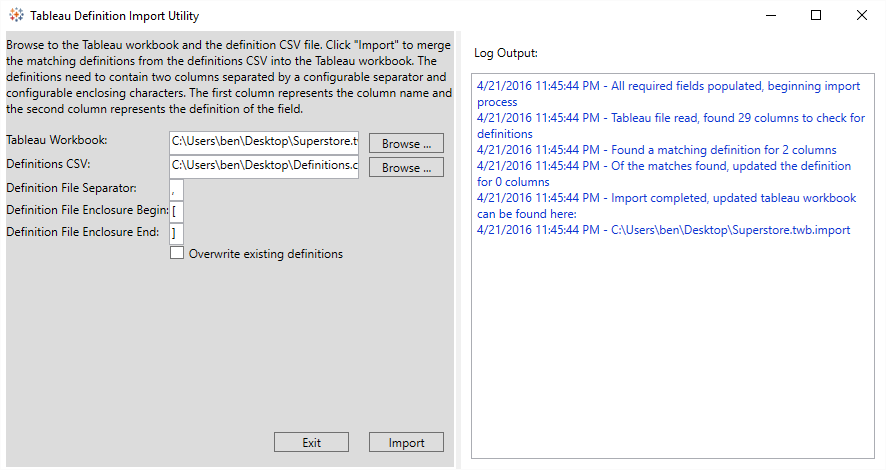 Tableau Definition Import Utility
Browse to the Tableau workbook and the definition CSV file. Click "Import" to merge
the matching definitions from the definitions CSV into the Tableau workbook. The
definitions need to contain two columns separated by a configurable separator and
configurable enclosing characters. The first column represents the column name and
the second column represents the definition of the field.
Tableau Workbook: C:\Users\ben\Desktop\Superstore.tw Browse ...
Definitions CSV: C:\Users\ben\Desktop\Definitions.c Browse ...
Definition File Separator: ,
Definition File Enclosure Begin: [
Definition File Enclosure End: ]
Overwrite existing definitions
Exit Import
Log Output:
4/21/2016 11:45:44 PM - All required fields populated, beginning import
process
4/21/2016 11:45:44 PM - Tableau file read, found 29 columns to check for
definitions
4/21/2016 11:45:44 PM - Found a matching definition for 2 columns
4/21/2016 11:45:44 PM - Of the matches found, updated the definition
for 0 columns
4/21/2016 11:45:44 PM - Import completed, updated tableau workbook
can be found here:
4/21/2016 11:45:44 PM - C:\Users\ben\Desktop\Superstore.twb.import